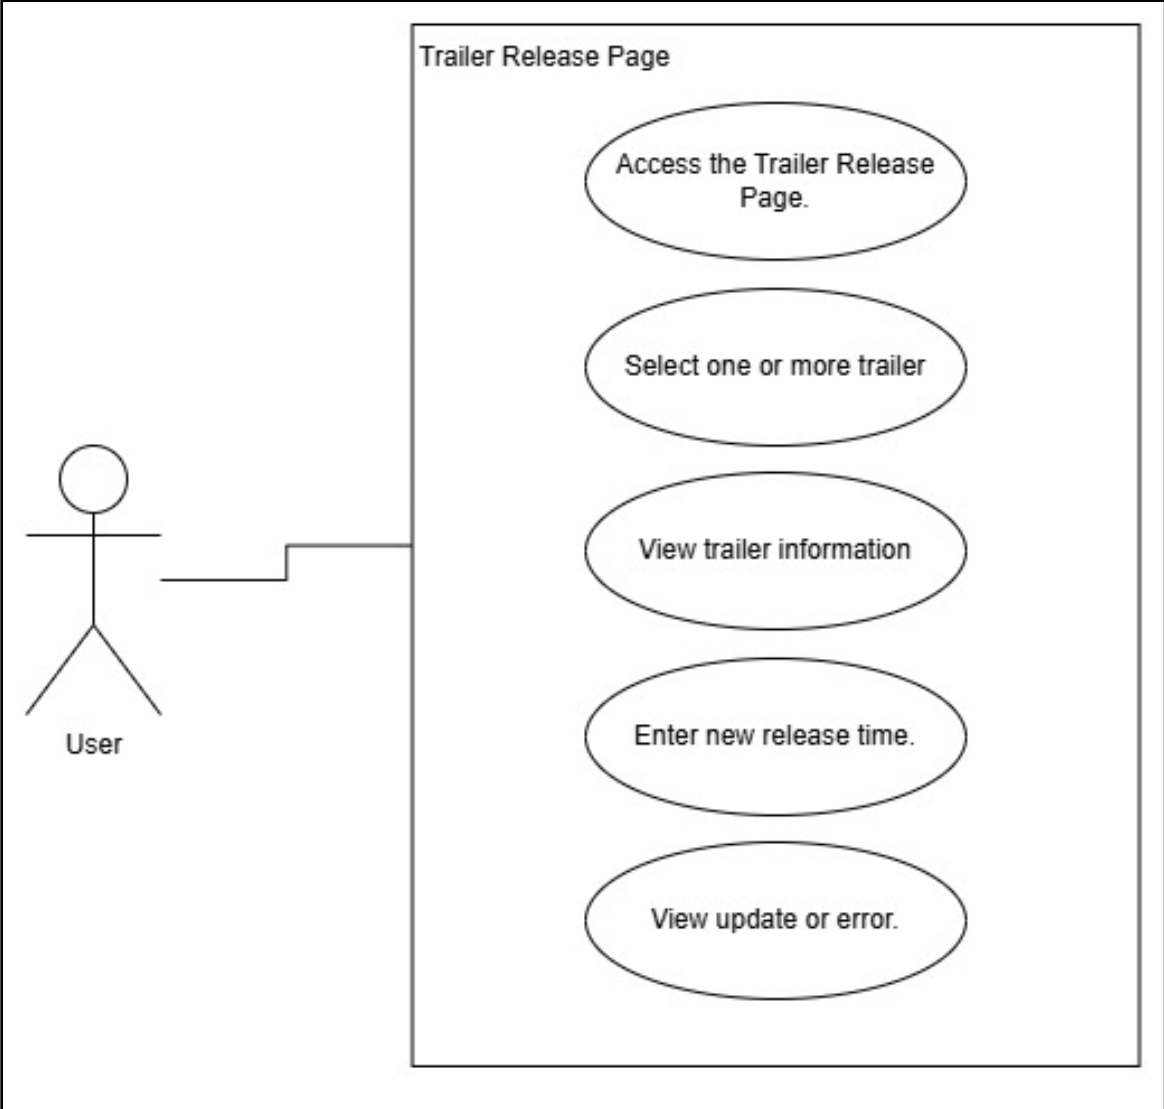 Trailer Release Page
Access the Trailer Release
Page.
Select one or more trailer
View trailer information
Enter new release time.
View update or error.
User